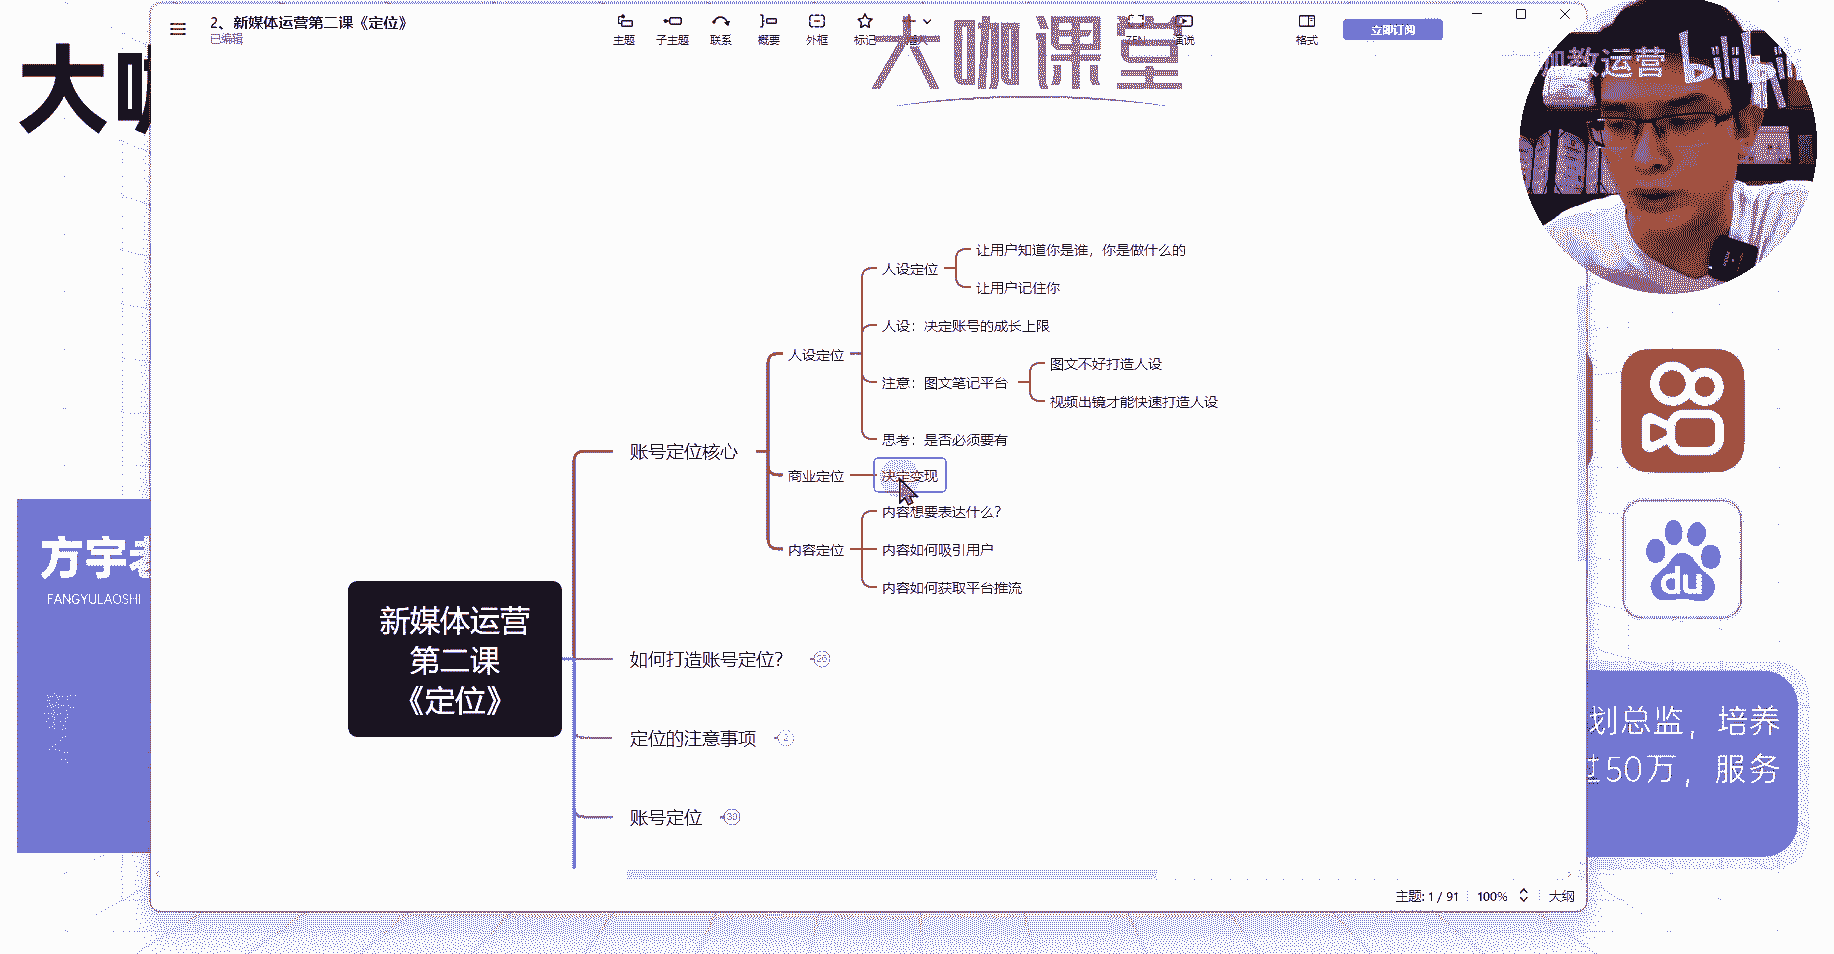 2、新媒体运营第二课《定位》
已编辑
主题
子主题
联系
概要
外框
标记
格式
立即订阅
大咖课堂
咖教运营
bilibili
大咖
让用户知道你是谁，你是做什么的
人设定位
让用户记住你
人设：决定账号的成长上限
人设定位
图文不好打造人设
注意：图文笔记平台
视频出镜才能快速打造人设
思考：是否必须要有
账号定位核心
商业定位
决定变现
内容想要表达什么？
内容定位
内容如何吸引用户
内容如何获取平台推流
新媒体运营
第二课
《定位》
如何打造账号定位？
26
定位的注意事项
2
账号定位
39
方宇老
FANGYULAOSHI
du
划总监，培养
过50万，服务
主题: 1 / 91
100%
大纲